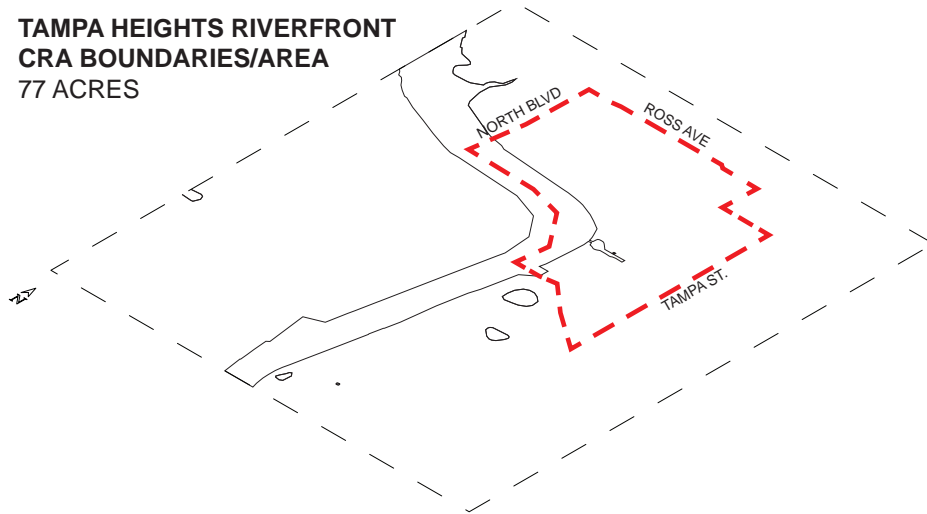 TAMPA HEIGHTS RIVERFRONT
CRA BOUNDARIES/AREA
77 ACRES
NORTH BLVD
ROSS AVE
TAMPA ST.